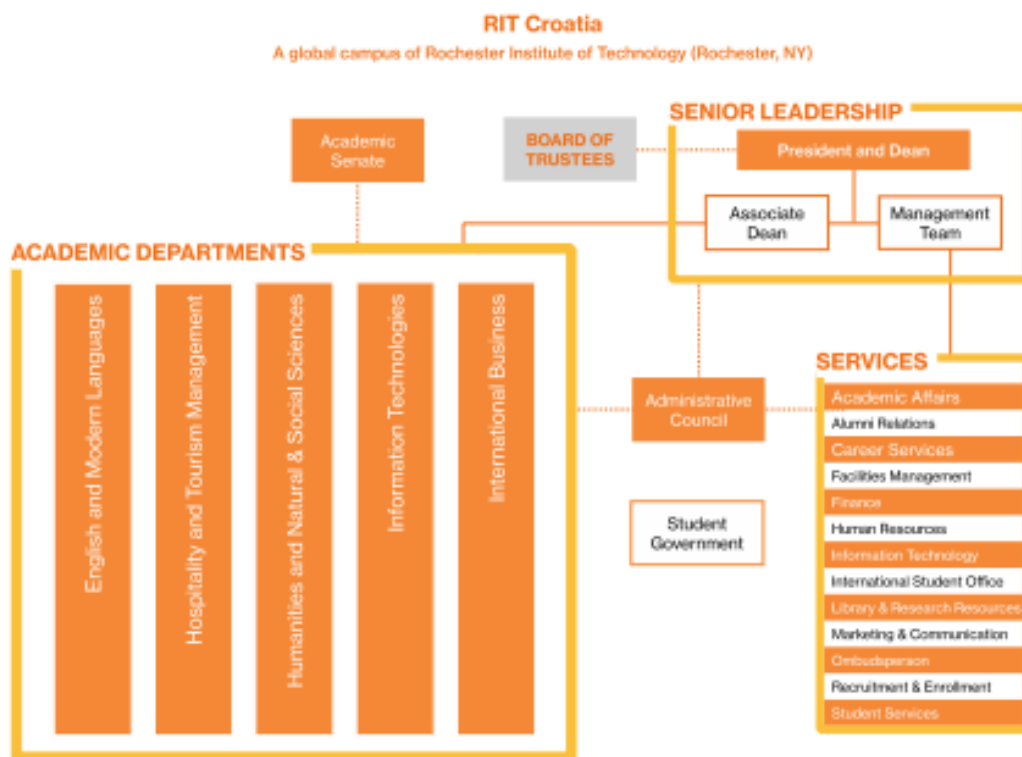 RIT Croatia
A global campus of Rochester Institute of Technology (Rochester, NY)
Academic
Senate
BOARD OF
TRUSTEES
SENIOR LEADERSHIP
President and Dean
Associate
Dean
Management
Team
ACADEMIC DEPARTMENTS
English and Modern Languages
Hospitality and Tourism Management
Humanities and Natural & Social Sciences
Information Technologies
International Business
Administrative
Council
Student
Government
SERVICES
Academic Affairs
Alumni Relations
Career Services
Facilities Management
Finance
Human Resources
Information Technology
International Student Office
Library & Research Resources
Marketing & Communication
Ombudsperson
Recruitment & Enrollment
Student Services